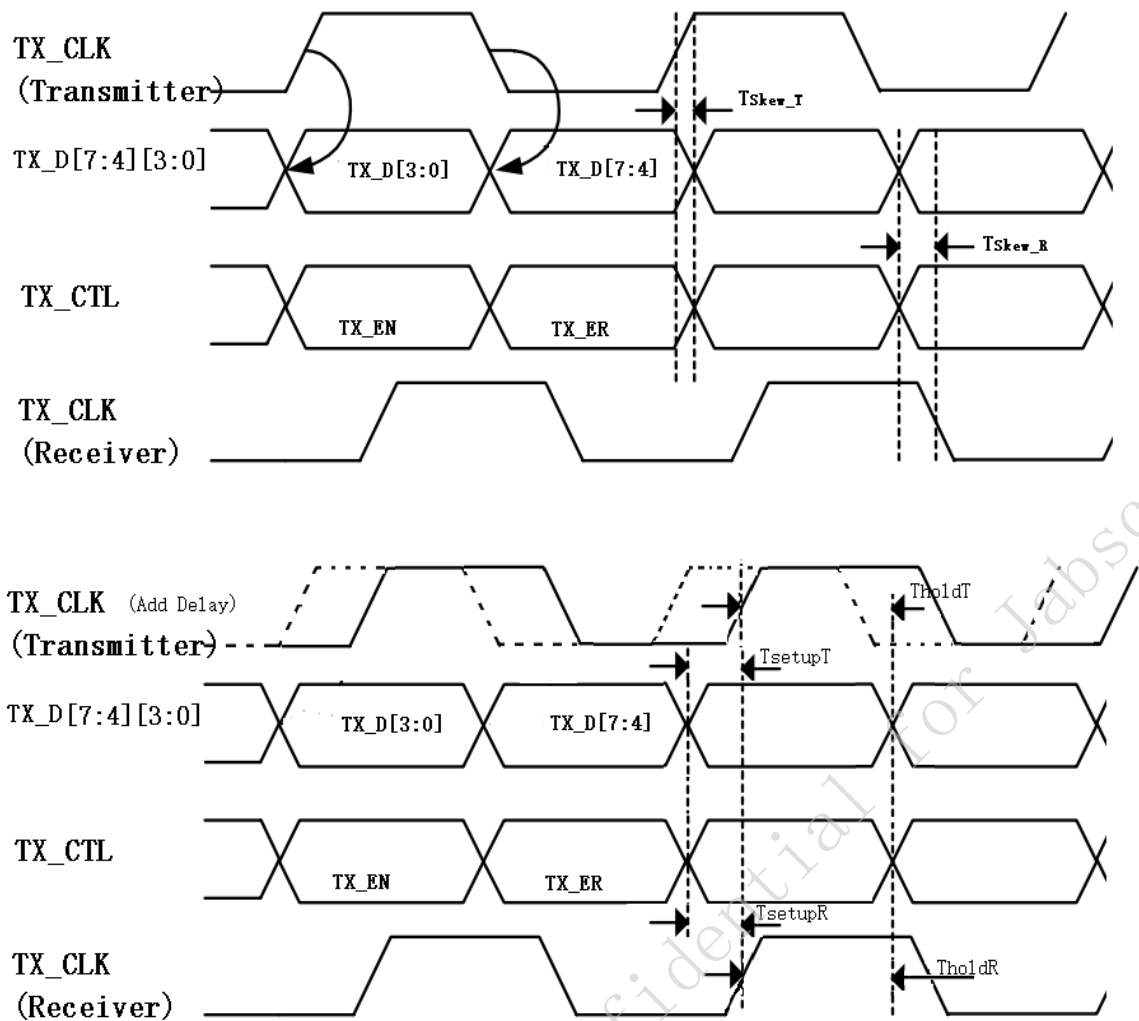 TX_CLK
(Transmitter)
Tskew_T
TX_D[7:4][3:0]
TX_D[3:0]
TX_D[7:4]
Tskew_R
TX_CTL
TX_EN
TX_ER
TX_CLK
(Receiver)
TX_CLK (Add Delay)
(Transmitter)
TholdT
TsetupT
TX_D[7:4][3:0]
TX_D[3:0]
TX_D[7:4]
TX_CTL
TX_EN
TX_ER
TsetupR
TX_CLK
(Receiver)
TholdR
for